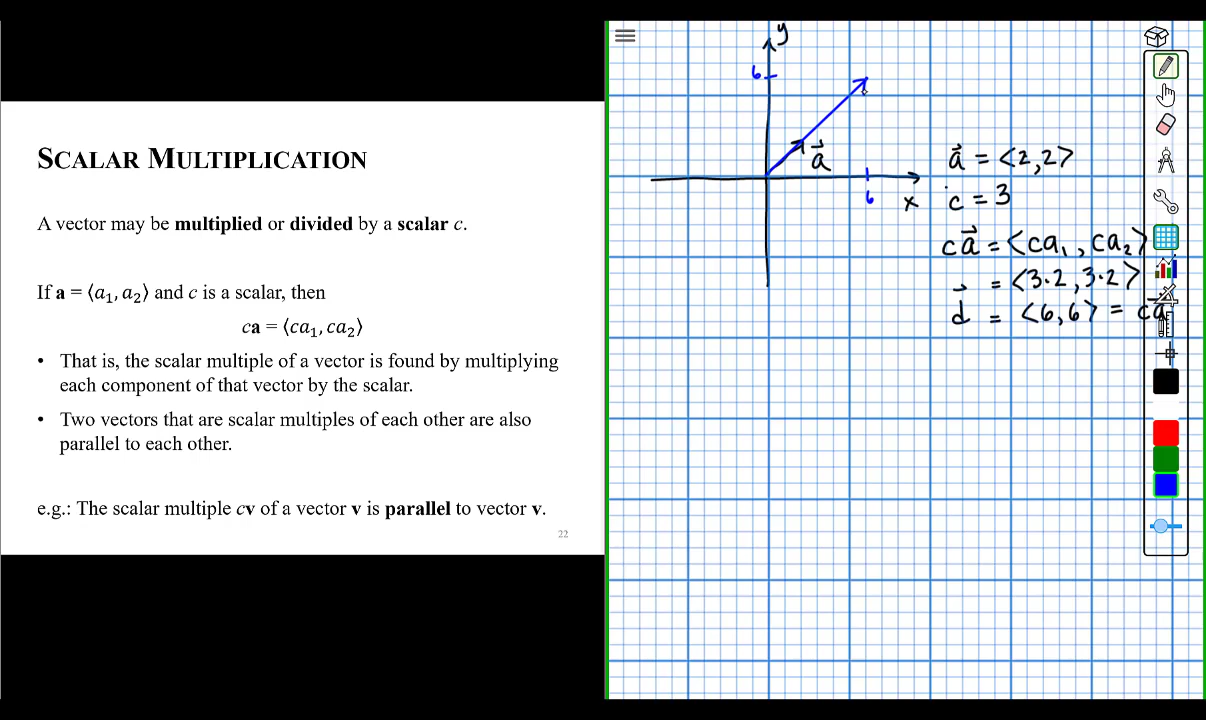 SCALAR MULTIPLICATION
A vector may be multiplied or divided by a scalar c.
If a = ⟨a₁, a₂⟩ and c is a scalar, then
ca = ⟨ca₁, ca₂⟩
• That is, the scalar multiple of a vector is found by multiplying
each component of that vector by the scalar.
• Two vectors that are scalar multiples of each other are also
parallel to each other.
e.g.: The scalar multiple cv of a vector v is parallel to vector v.
22
y
6
a⃗
6
x
a⃗ = <2,2>
c = 3
ca⃗ = <ca₁, ca₂>
= <3·2, 3·2>
d⃗ = <6,6> = ca⃗